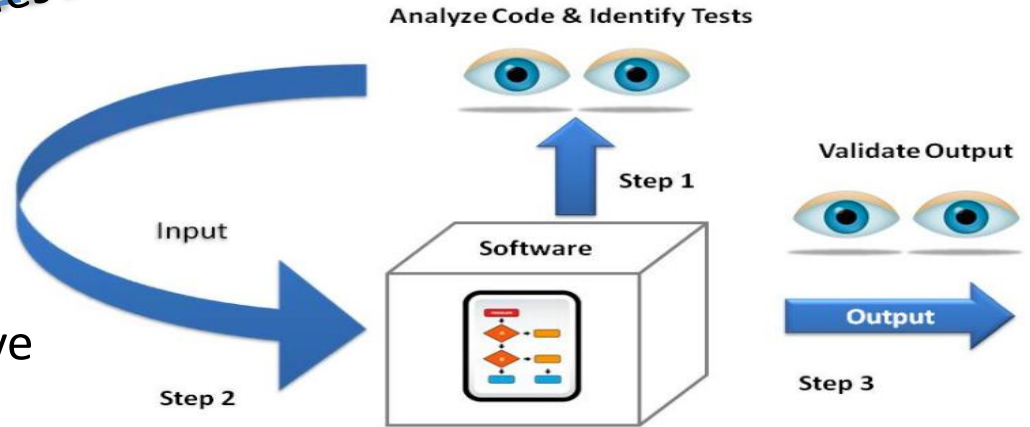 Analyze Code & Identify Tests
Step 1
Validate Output
Input
Software
Output
Step 2
Step 3